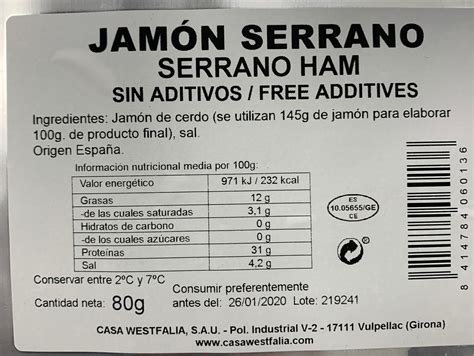 JAMÓN SERRANO
SERRANO HAM
SIN ADITIVOS / FREE ADDITIVES
Ingredientes: Jamón de cerdo (se utilizan 145g de jamón para elaborar
100g. de producto final), sal.
Origen España.
Información nutricional media por 100g:
Valor energético 971 kJ / 232 kcal
Grasas 12 g
-de las cuales saturadas 3,1 g
Hidratos de carbono 0 g
-de los cuales azúcares 0 g
Proteínas 31 g
Sal 4,2 g
ES
10.05655/GE
CE
8 414784 060136
Conservar entre 2ºC y 7ºC
Cantidad neta: 80g
Consumir preferentemente
antes del: 26/01/2020 Lote: 219241
CASA WESTFALIA, S.A.U. - Pol. Industrial V-2 - 17111 Vulpellac (Girona)
www.casawestfalia.com